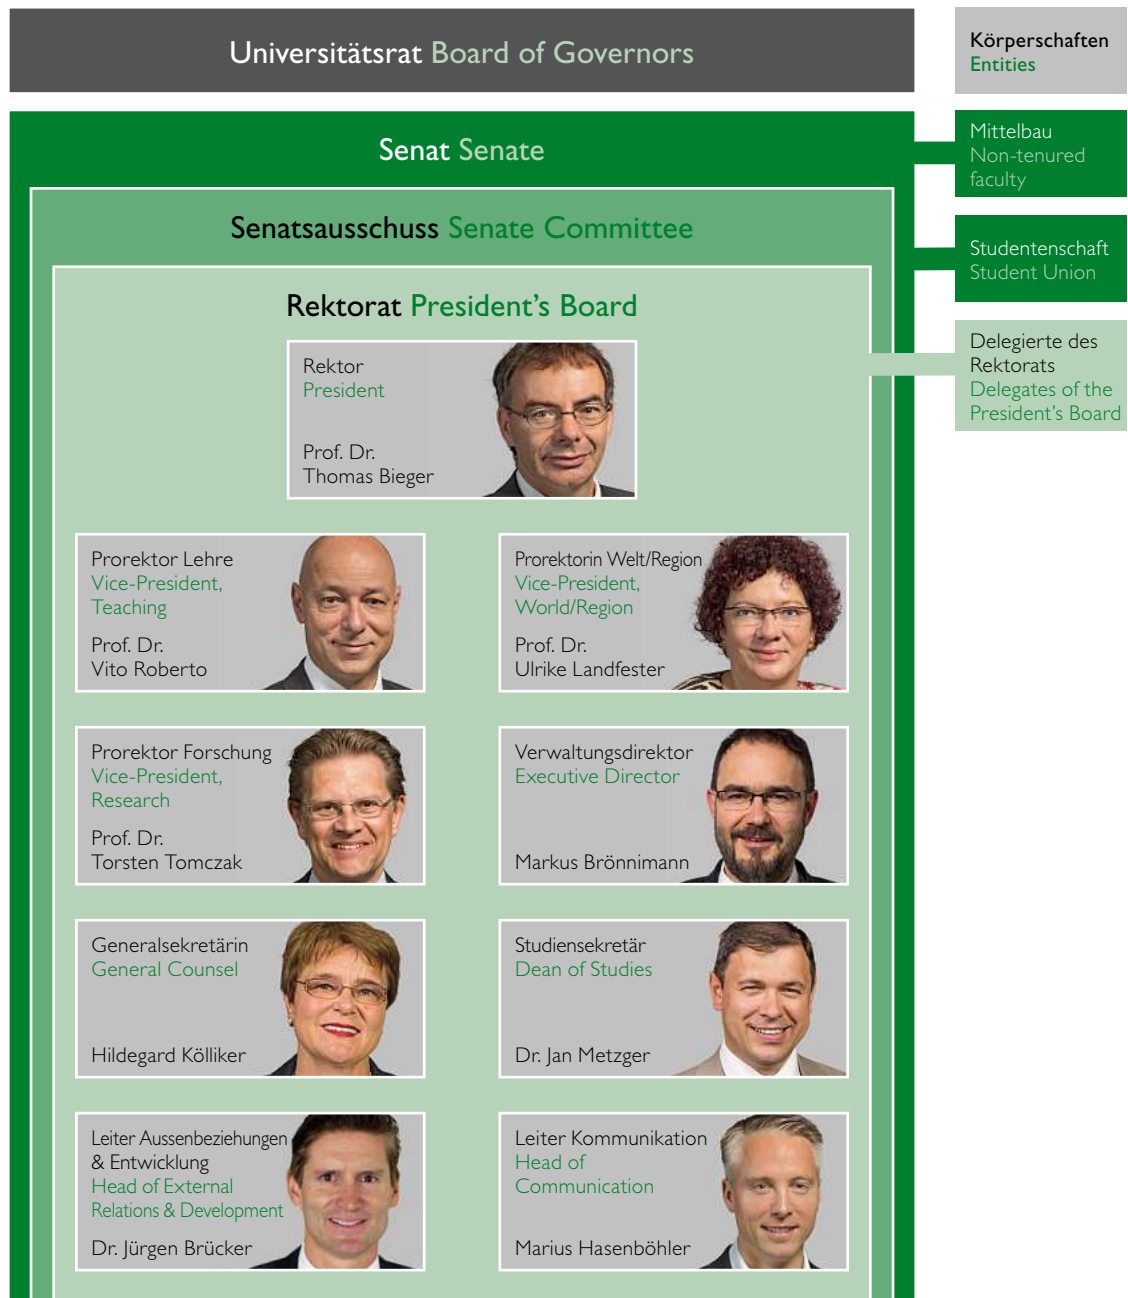 Universitätsrat Board of Governors
Senat Senate
Senatsausschuss Senate Committee
Rektorat President's Board
Rektor
President
Prof. Dr.
Thomas Bieger
Prorektor Lehre
Vice-President,
Teaching
Prof. Dr.
Vito Roberto
Prorektorin Welt/Region
Vice-President,
World/Region
Prof. Dr.
Ulrike Landfester
Prorektor Forschung
Vice-President,
Research
Prof. Dr.
Torsten Tomczak
Verwaltungsdirektor
Executive Director
Markus Brönnimann
Generalsekretärin
General Counsel
Hildegard Kölliker
Studiensekretär
Dean of Studies
Dr. Jan Metzger
Leiter Aussenbeziehungen
& Entwicklung
Head of External
Relations & Development
Dr. Jürgen Brücker
Leiter Kommunikation
Head of
Communication
Marius Hasenböhler
Körperschaften
Entities
Mittelbau
Non-tenured
faculty
Studentenschaft
Student Union
Delegierte des
Rektorats
Delegates of the
President's Board